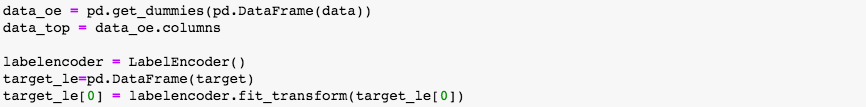 data_oe = pd.get_dummies(pd.DataFrame(data))
data_top = data_oe.columns
labelencoder = LabelEncoder()
target_le=pd.DataFrame(target)
target_le[0] = labelencoder.fit_transform(target_le[0])